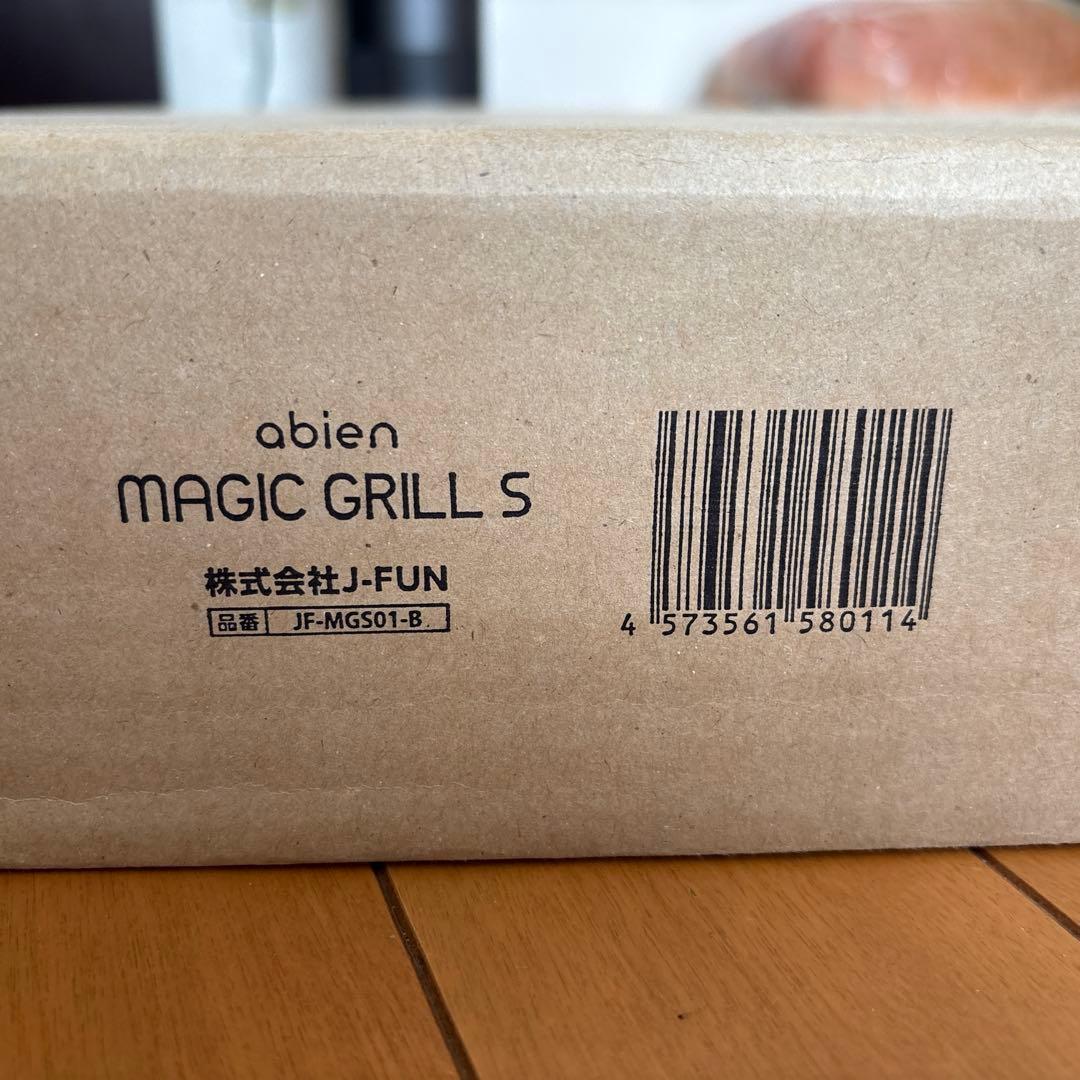 abien
MAGIC GRILL S
株式会社J-FUN
品番 JF-MGS01-B
4 573561 580114